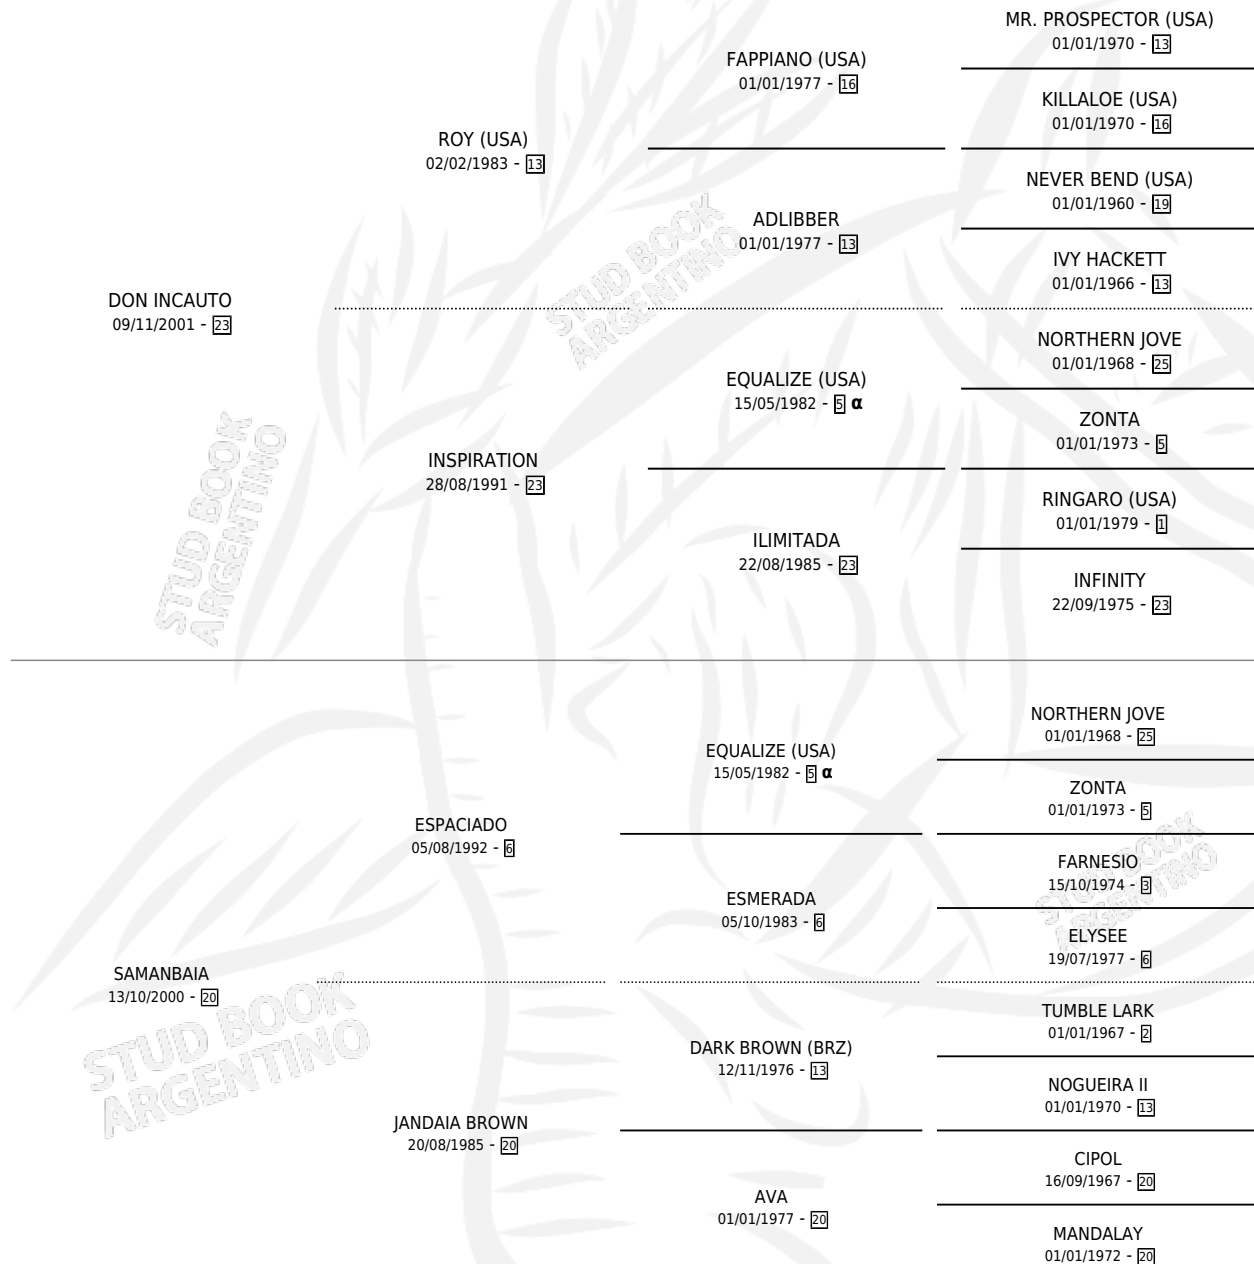 MR. PROSPECTOR (USA)
01/01/1970 - 13
FAPPIANO (USA)
01/01/1977 - 16
KILLALOE (USA)
01/01/1970 - 16
ROY (USA)
02/02/1983 - 13
NEVER BEND (USA)
01/01/1960 - 19
ADLIBBER
01/01/1977 - 13
IVY HACKETT
01/01/1966 - 13
DON INCAUTO
09/11/2001 - 23
NORTHERN JOVE
01/01/1968 - 25
EQUALIZE (USA)
15/05/1982 - 5 α
ZONTA
01/01/1973 - 5
INSPIRATION
28/08/1991 - 23
RINGARO (USA)
01/01/1979 - 1
ILIMITADA
22/08/1985 - 23
INFINITY
22/09/1975 - 23
STUD BOOK
ARGENTINO
STUD BOOK
ARGENTINO
NORTHERN JOVE
01/01/1968 - 25
EQUALIZE (USA)
15/05/1982 - 5 α
ZONTA
01/01/1973 - 5
ESPACIADO
05/08/1992 - 6
FARNESIO
15/10/1974 - 3
ESMERADA
05/10/1983 - 6
ELYSEE
19/07/1977 - 6
SAMANBAIA
13/10/2000 - 20
TUMBLE LARK
01/01/1967 - 2
DARK BROWN (BRZ)
12/11/1976 - 13
NOGUEIRA II
01/01/1970 - 13
JANDAIA BROWN
20/08/1985 - 20
CIPOL
16/09/1967 - 20
AVA
01/01/1977 - 20
MANDALAY
01/01/1972 - 20
STUD BOOK
ARGENTINO
STUD BOOK
ARGENTINO